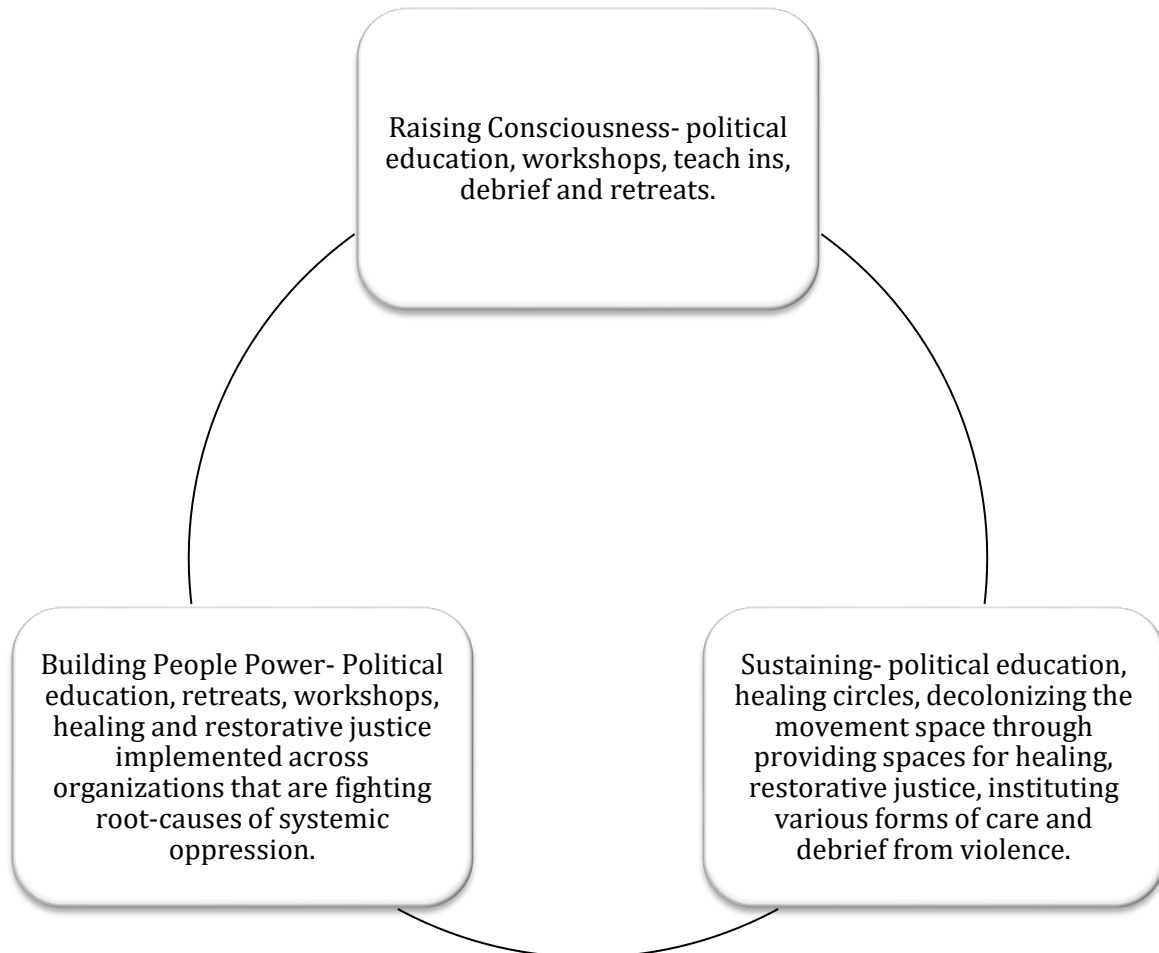 Raising Consciousness- political
education, workshops, teach ins,
debrief and retreats.
Building People Power- Political
education, retreats, workshops,
healing and restorative justice
implemented across
organizations that are fighting
root-causes of systemic
oppression.
Sustaining- political education,
healing circles, decolonizing the
movement space through
providing spaces for healing,
restorative justice, instituting
various forms of care and
debrief from violence.